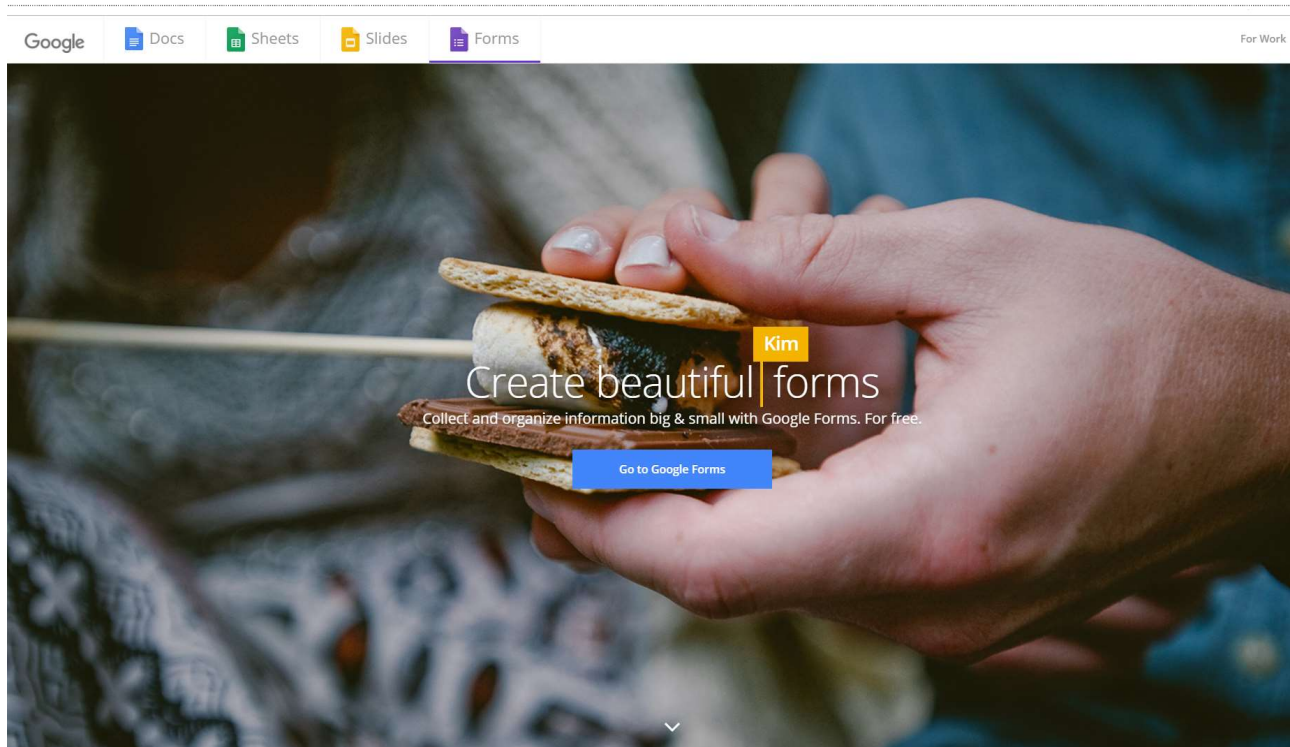 Google
Docs
Sheets
Slides
Forms
For Work
Kim
Create beautiful forms
Collect and organize information big & small with Google Forms. For free.
Go to Google Forms